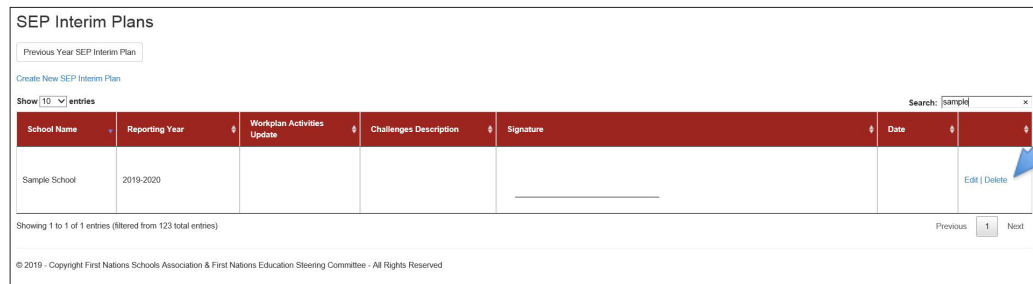 SEP Interim Plans
Previous Year SEP Interim Plan
Create New SEP Interim Plan
Show 10 entries Search: sample ×
School Name Reporting Year Workplan Activities Update Challenges Description Signature Date
Sample School 2019-2020 Edit | Delete
Showing 1 to 1 of 1 entries (filtered from 123 total entries) Previous 1 Next
© 2019 - Copyright First Nations Schools Association & First Nations Education Steering Committee - All Rights Reserved